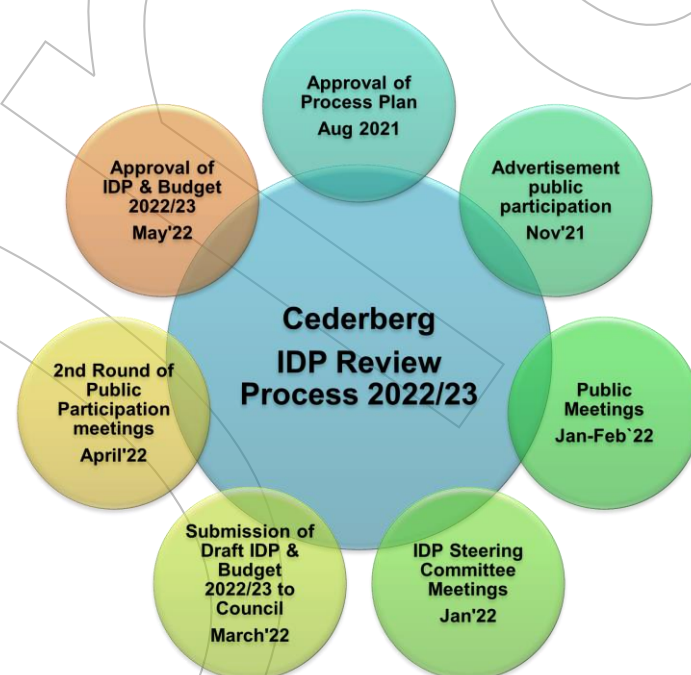 Approval of
Process Plan
Aug 2021
Advertisement
public
participation
Nov'21
Public
Meetings
Jan-Feb`22
IDP Steering
Committee
Meetings
Jan'22
Submission of
Draft IDP &
Budget
2022/23 to
Council
March'22
2nd Round of
Public
Participation
meetings
April'22
Approval of
IDP & Budget
2022/23
May'22
Cederberg
IDP Review
Process 2022/23